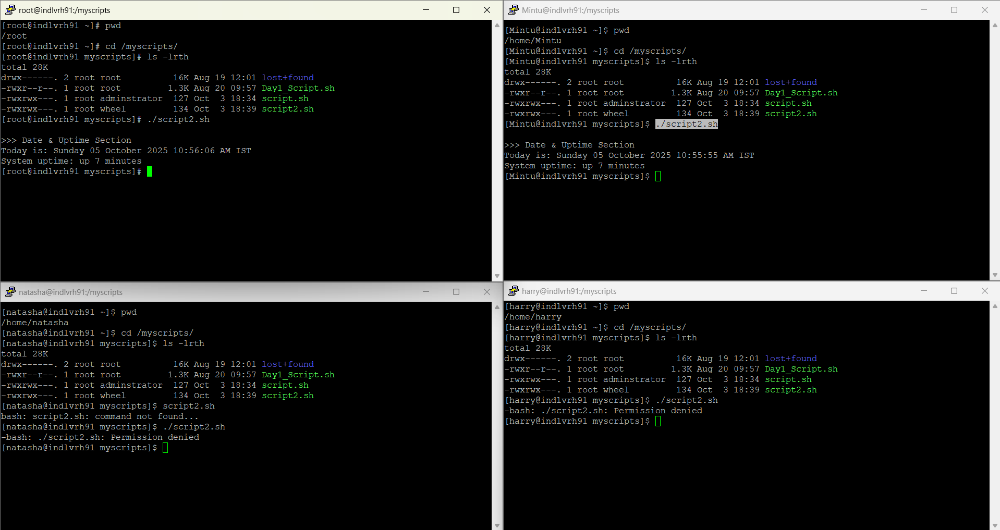 root@indlvrh91:/myscripts
[root@indlvrh91 ~]# pwd
/root
[root@indlvrh91 ~]# cd /myscripts/
[root@indlvrh91 myscripts]# ls -lrth
total 28K
drwx------. 2 root root          16K Aug 19 12:01 lost+found
-rwxr--r--. 1 root root         1.3K Aug 20 09:57 Day1_Script.sh
-rwxrwx---. 1 root adminstrator  127 Oct  3 18:34 script.sh
-rwxrwx---. 1 root wheel         134 Oct  3 18:39 script2.sh
[root@indlvrh91 myscripts]# ./script2.sh
>>> Date & Uptime Section
Today is: Sunday 05 October 2025 10:56:06 AM IST
System uptime: up 7 minutes
[root@indlvrh91 myscripts]#
Mintu@indlvrh91:/myscripts
[Mintu@indlvrh91 ~]$ pwd
/home/Mintu
[Mintu@indlvrh91 ~]$ cd /myscripts/
[Mintu@indlvrh91 myscripts]$ ls -lrth
total 28K
drwx------. 2 root root          16K Aug 19 12:01 lost+found
-rwxr--r--. 1 root root         1.3K Aug 20 09:57 Day1_Script.sh
-rwxrwx---. 1 root adminstrator  127 Oct  3 18:34 script.sh
-rwxrwx---. 1 root wheel         134 Oct  3 18:39 script2.sh
[Mintu@indlvrh91 myscripts]$ ./script2.sh
>>> Date & Uptime Section
Today is: Sunday 05 October 2025 10:55:55 AM IST
System uptime: up 7 minutes
[Mintu@indlvrh91 myscripts]$
natasha@indlvrh91:/myscripts
[natasha@indlvrh91 ~]$ pwd
/home/natasha
[natasha@indlvrh91 ~]$ cd /myscripts/
[natasha@indlvrh91 myscripts]$ ls -lrth
total 28K
drwx------. 2 root root          16K Aug 19 12:01 lost+found
-rwxr--r--. 1 root root         1.3K Aug 20 09:57 Day1_Script.sh
-rwxrwx---. 1 root adminstrator  127 Oct  3 18:34 script.sh
-rwxrwx---. 1 root wheel         134 Oct  3 18:39 script2.sh
[natasha@indlvrh91 myscripts]$ script2.sh
bash: script2.sh: command not found...
[natasha@indlvrh91 myscripts]$ ./script2.sh
-bash: ./script2.sh: Permission denied
[natasha@indlvrh91 myscripts]$
harry@indlvrh91:/myscripts
[harry@indlvrh91 ~]$ pwd
/home/harry
[harry@indlvrh91 ~]$ cd /myscripts/
[harry@indlvrh91 myscripts]$ ls -lrth
total 28K
drwx------. 2 root root          16K Aug 19 12:01 lost+found
-rwxr--r--. 1 root root         1.3K Aug 20 09:57 Day1_Script.sh
-rwxrwx---. 1 root adminstrator  127 Oct  3 18:34 script.sh
-rwxrwx---. 1 root wheel         134 Oct  3 18:39 script2.sh
[harry@indlvrh91 myscripts]$ ./script2.sh
-bash: ./script2.sh: Permission denied
[harry@indlvrh91 myscripts]$